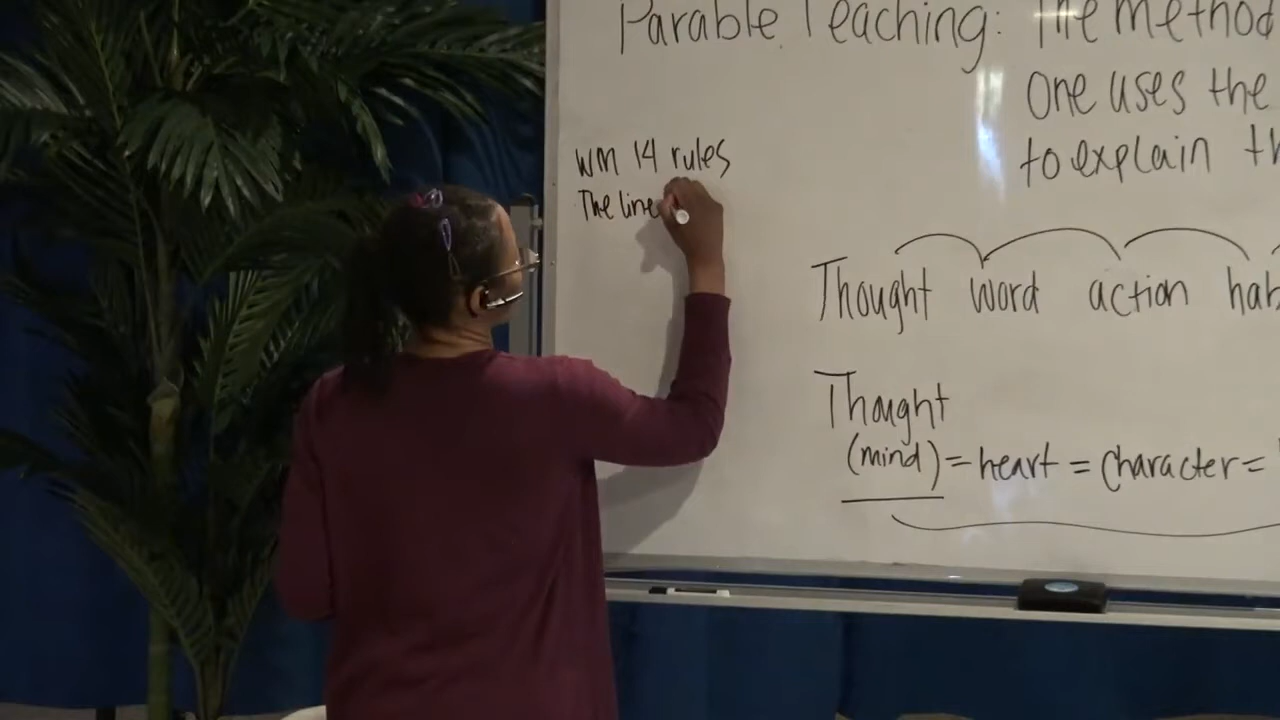 Parable Teaching: The method
one uses the
to explain th
WM 14 rules
The line
Thought word action hab
Thought
(mind) = heart = character =